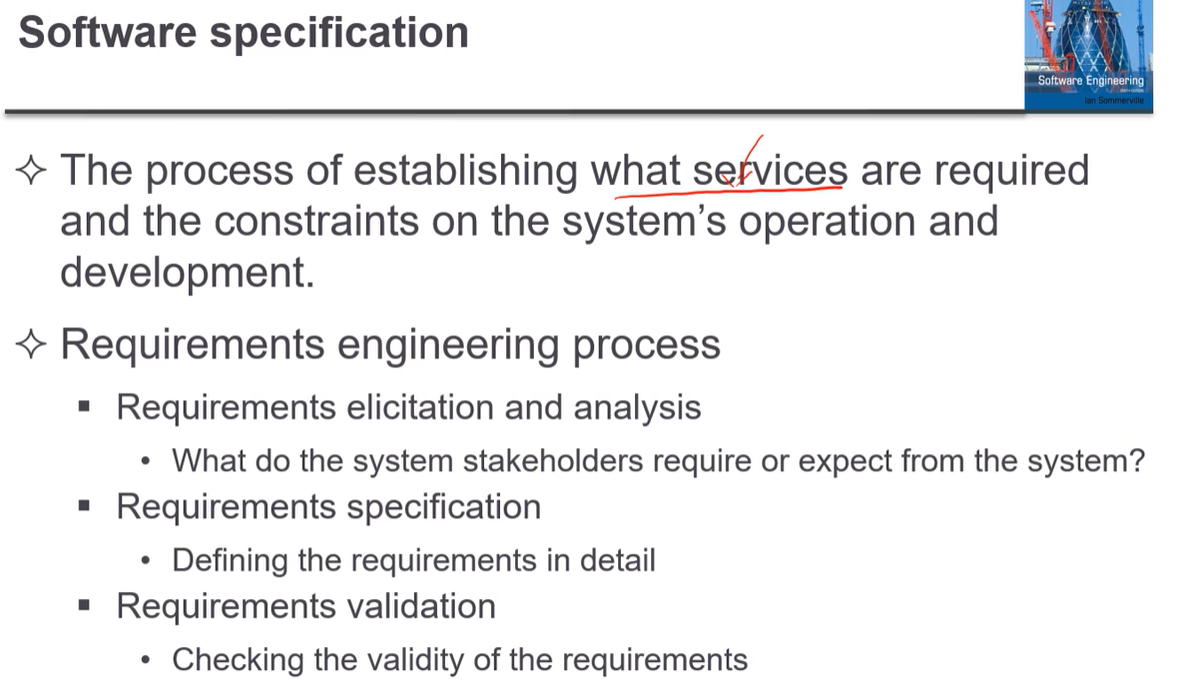 Software specification
Software Engineering
Ian Sommerville
✧ The process of establishing what services are required
and the constraints on the system’s operation and
development.
✧ Requirements engineering process
▪ Requirements elicitation and analysis
• What do the system stakeholders require or expect from the system?
▪ Requirements specification
• Defining the requirements in detail
▪ Requirements validation
• Checking the validity of the requirements